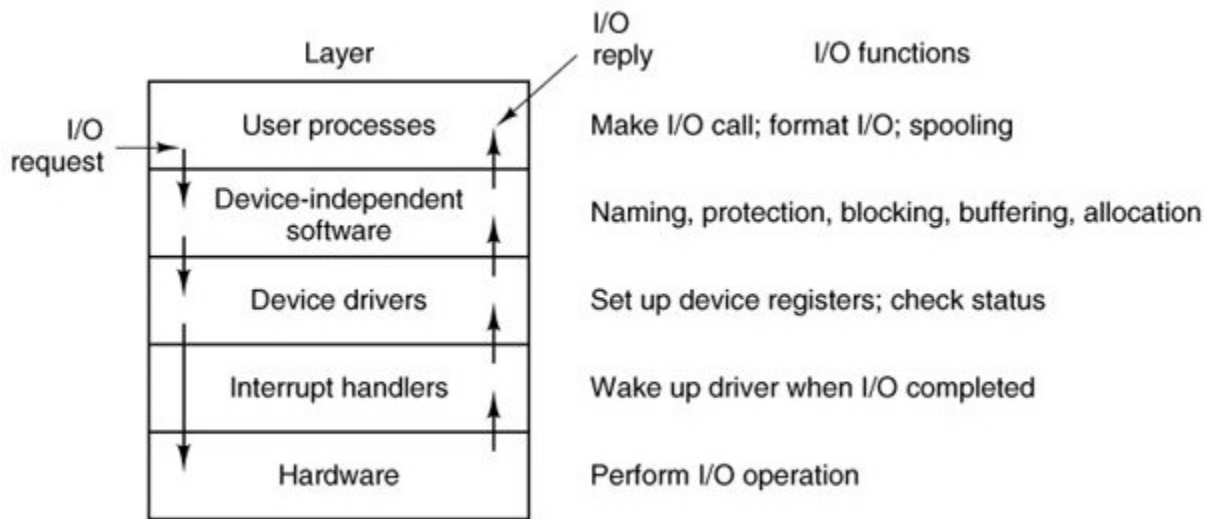 Layer
I/O
reply
I/O functions
I/O
request
User processes
Make I/O call; format I/O; spooling
Device-independent
software
Naming, protection, blocking, buffering, allocation
Device drivers
Set up device registers; check status
Interrupt handlers
Wake up driver when I/O completed
Hardware
Perform I/O operation